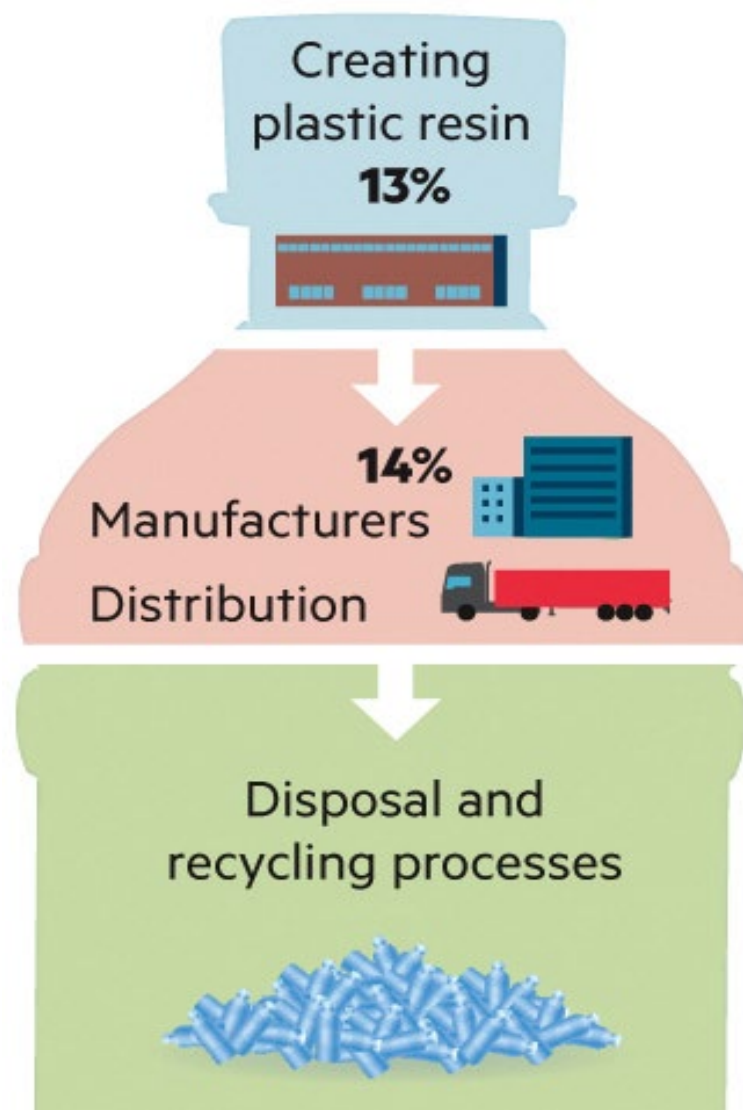 Creating
plastic resin
13%
14%
Manufacturers
Distribution
Disposal and
recycling processes